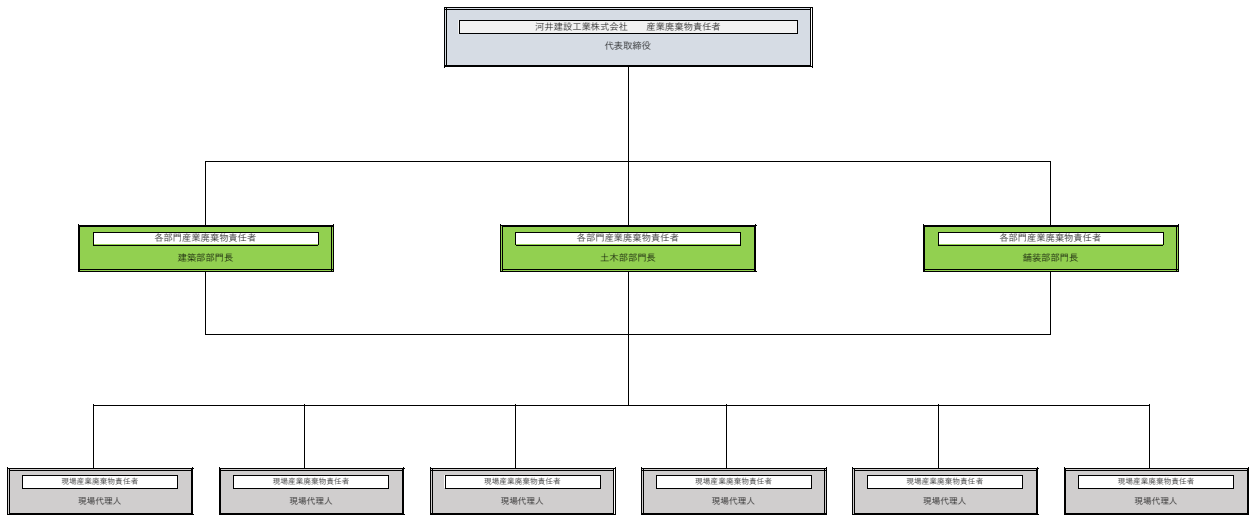 河井建設工業株式会社　　産業廃棄物責任者
代表取締役
各部門産業廃棄物責任者
建築部部門長
各部門産業廃棄物責任者
土木部部門長
各部門産業廃棄物責任者
舗装部部門長
現場産業廃棄物責任者
現場代理人
現場産業廃棄物責任者
現場代理人
現場産業廃棄物責任者
現場代理人
現場産業廃棄物責任者
現場代理人
現場産業廃棄物責任者
現場代理人
現場産業廃棄物責任者
現場代理人